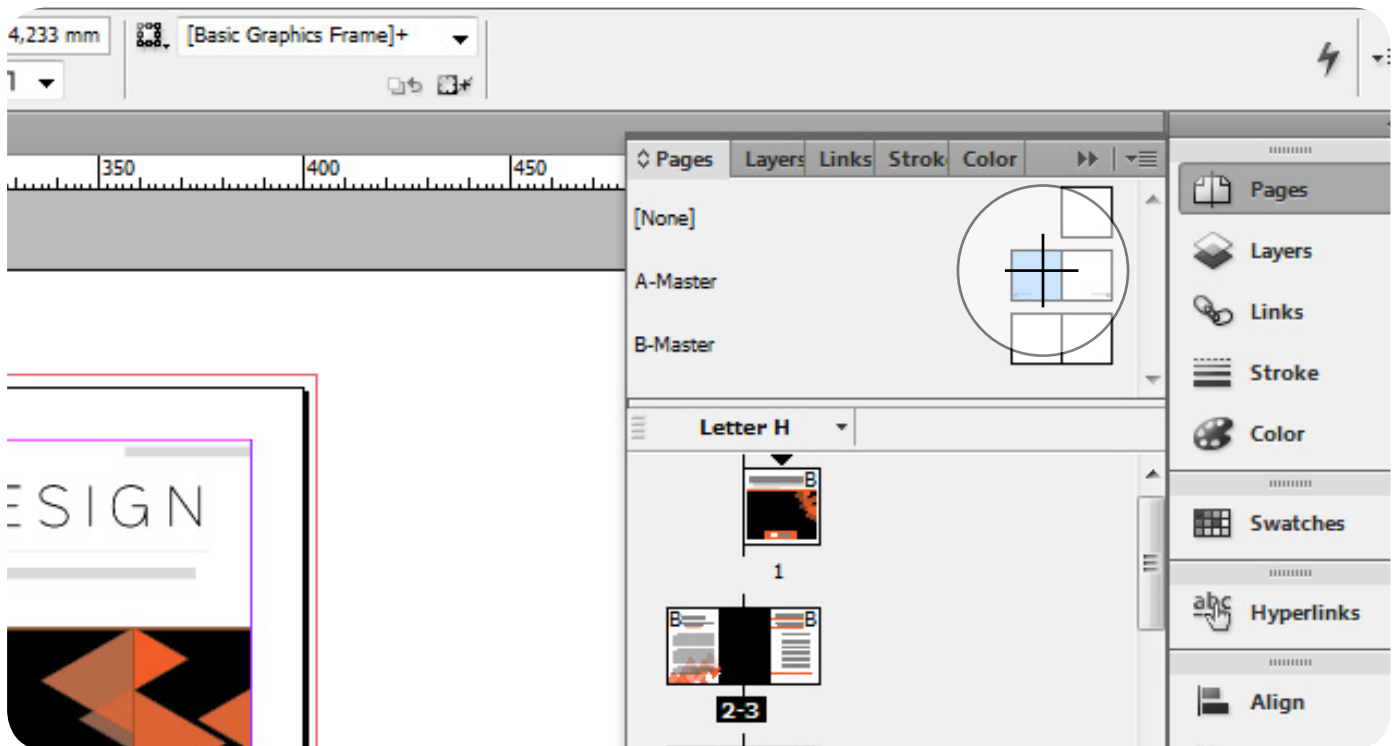 4,233 mm
[Basic Graphics Frame]+
350
400
450
Pages
Layers
Links
Strok
Color
[None]
A-Master
B-Master
Letter H
B
1
B
B
2-3
ESIGN
Pages
Layers
Links
Stroke
Color
Swatches
abc
Hyperlinks
Align